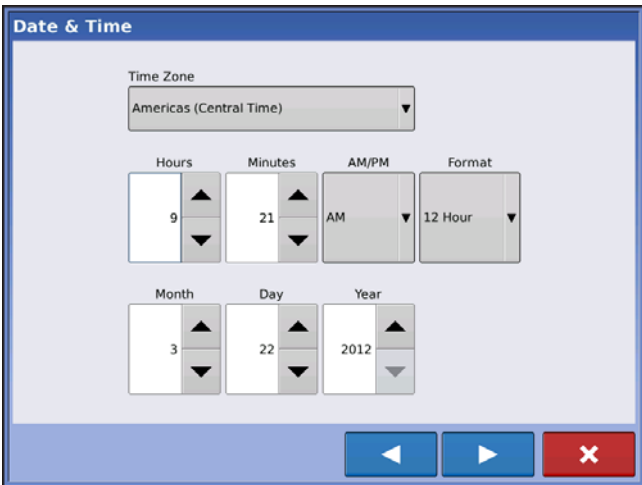 Date & Time
Time Zone
Americas (Central Time)
Hours Minutes AM/PM Format
9 21 AM 12 Hour
Month Day Year
3 22 2012